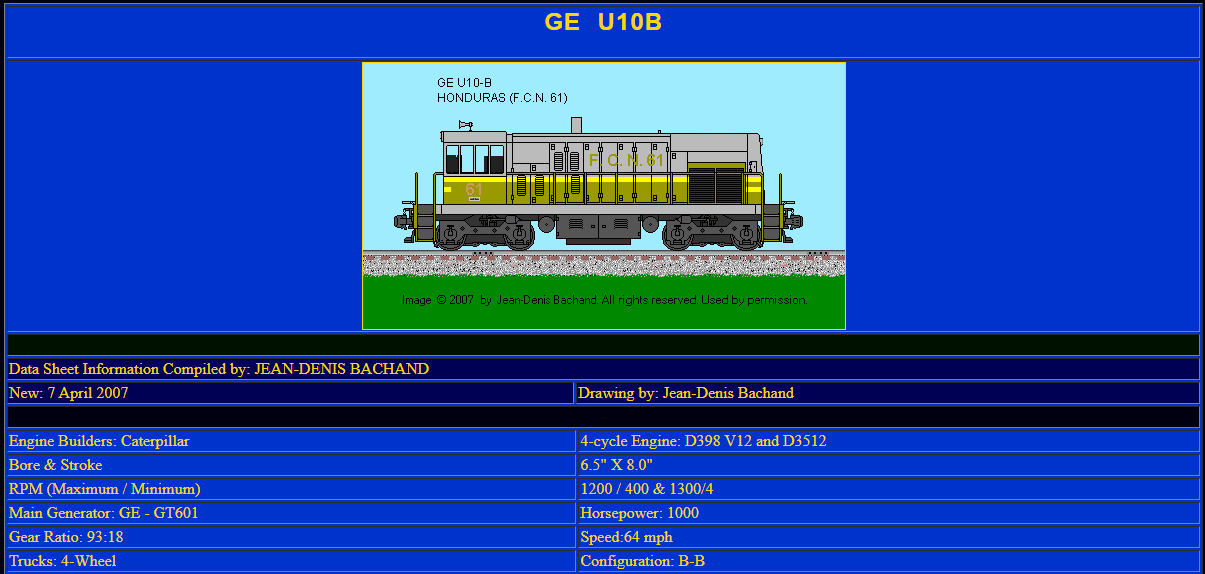 GE U10B
GE U10-B
HONDURAS (F.C.N. 61)
F. C. N. 61
61
Image © 2007 by Jean-Denis Bachand. All rights reserved. Used by permission.
Data Sheet Information Compiled by: JEAN-DENIS BACHAND
New: 7 April 2007 Drawing by: Jean-Denis Bachand
Engine Builders: Caterpillar 4-cycle Engine: D398 V12 and D3512
Bore & Stroke 6.5" X 8.0"
RPM (Maximum / Minimum) 1200 / 400 & 1300/4
Main Generator: GE - GT601 Horsepower: 1000
Gear Ratio: 93:18 Speed:64 mph
Trucks: 4-Wheel Configuration: B-B